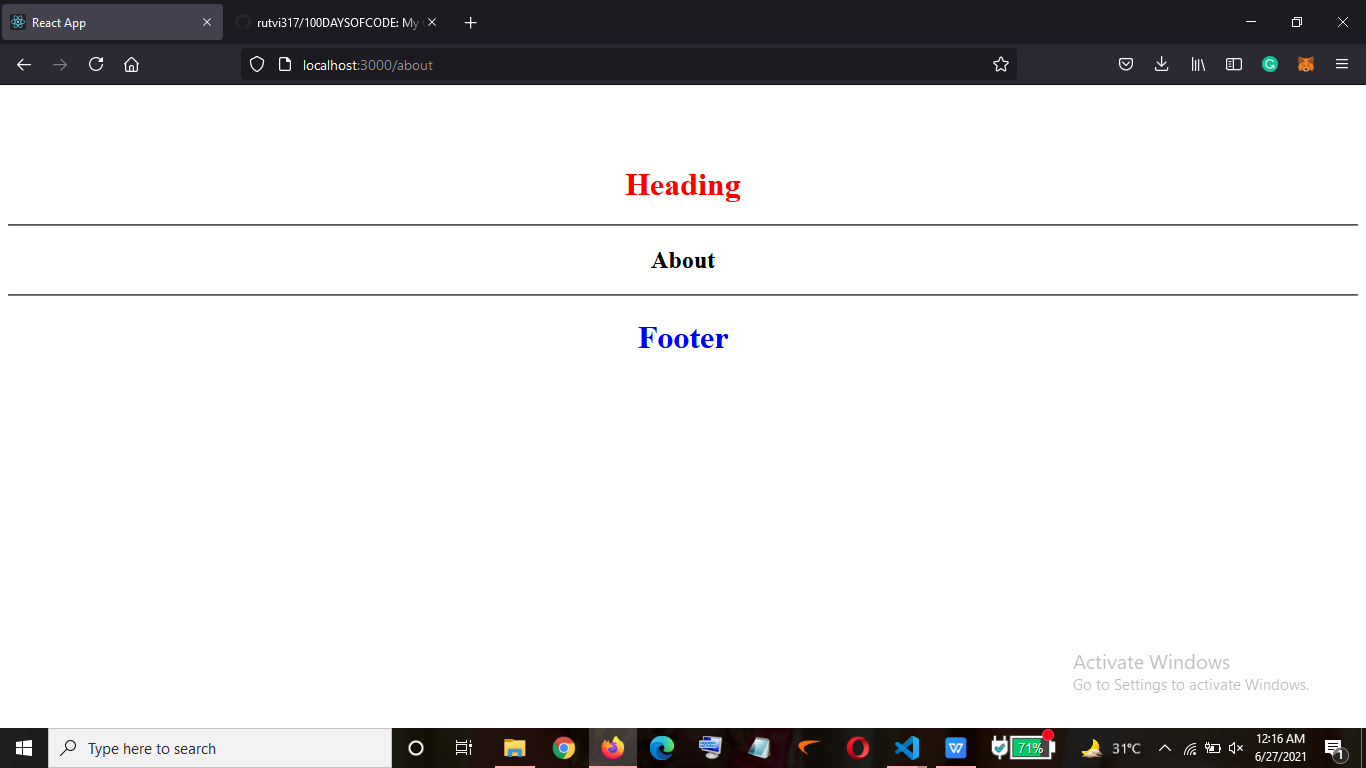 React App
rutvi317/100DAYSOFCODE: My
localhost:3000/about
Heading
About
Footer
Activate Windows
Go to Settings to activate Windows.
Type here to search
71%
31°C
12:16 AM
6/27/2021
1